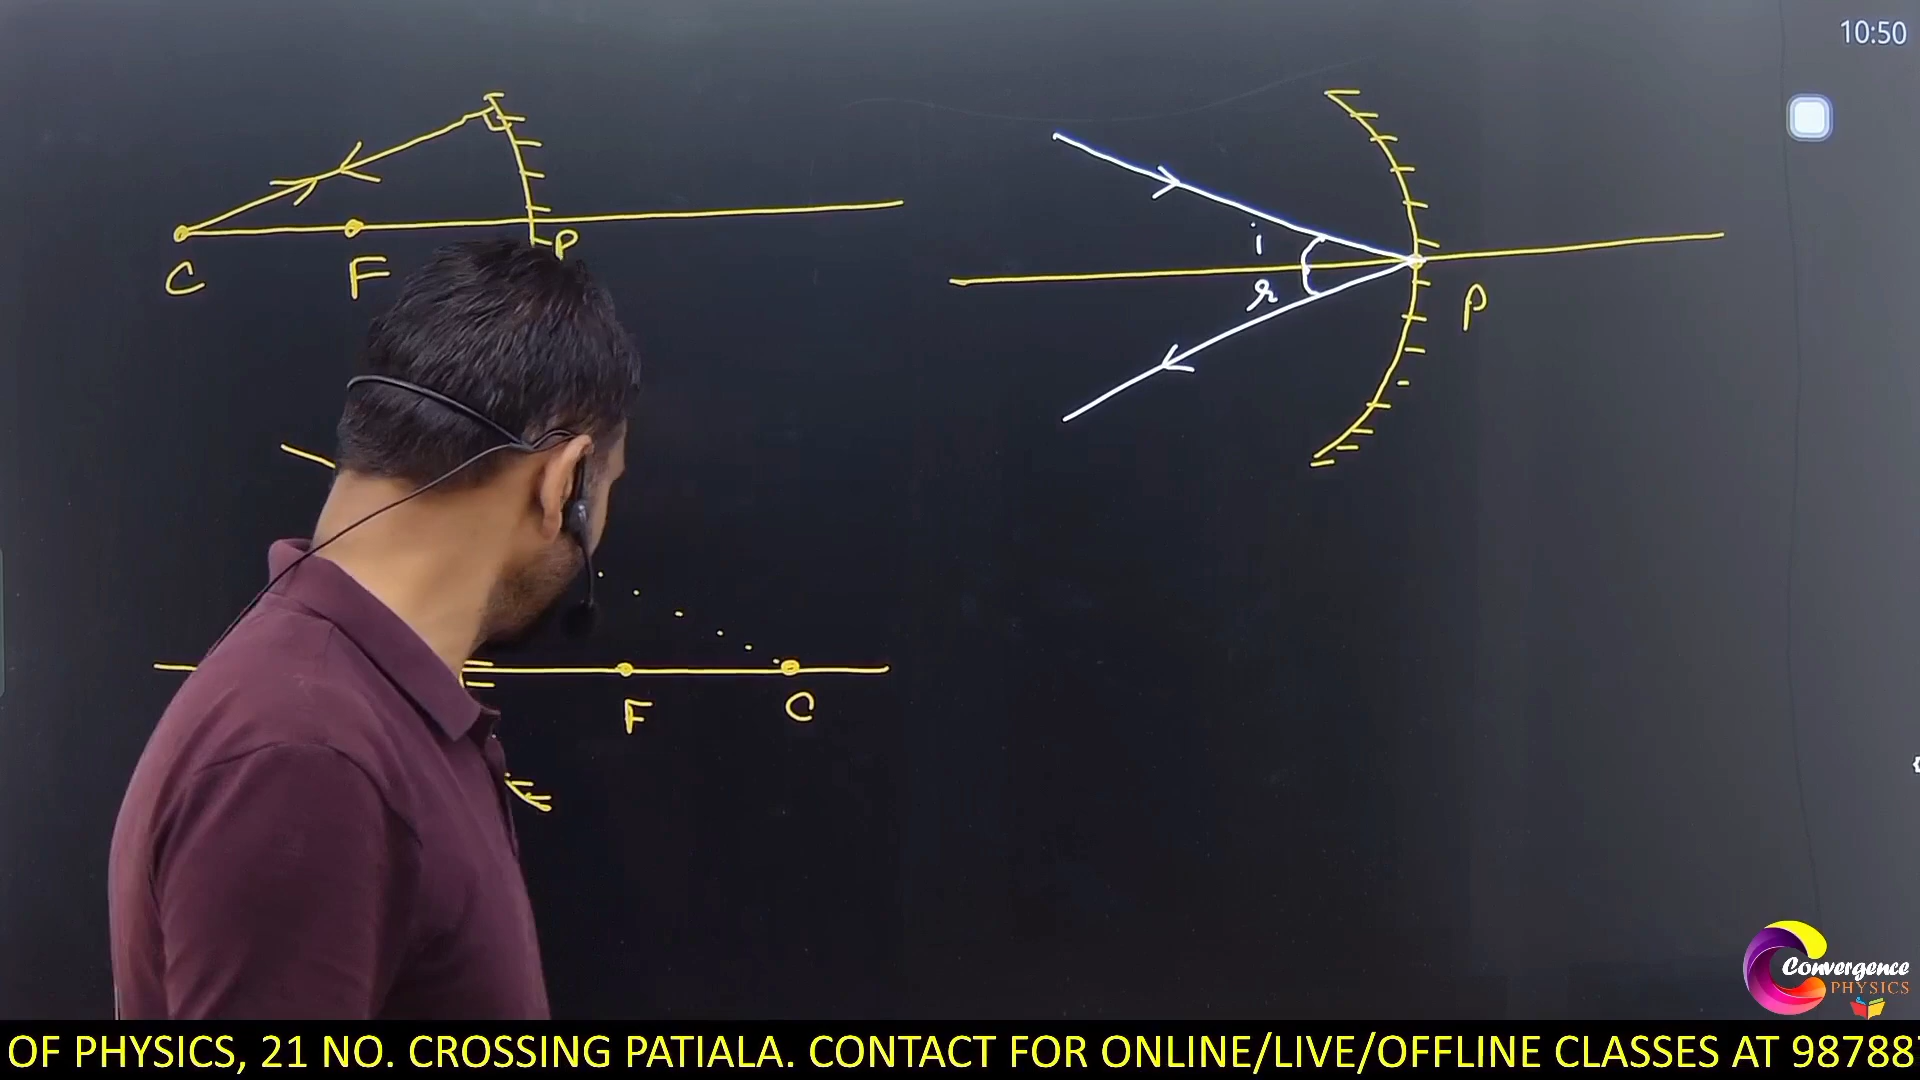 10:50
P
C
F
i
r
P
F
C
Convergence
PHYSICS
OF PHYSICS, 21 NO. CROSSING PATIALA. CONTACT FOR ONLINE/LIVE/OFFLINE CLASSES AT 98788